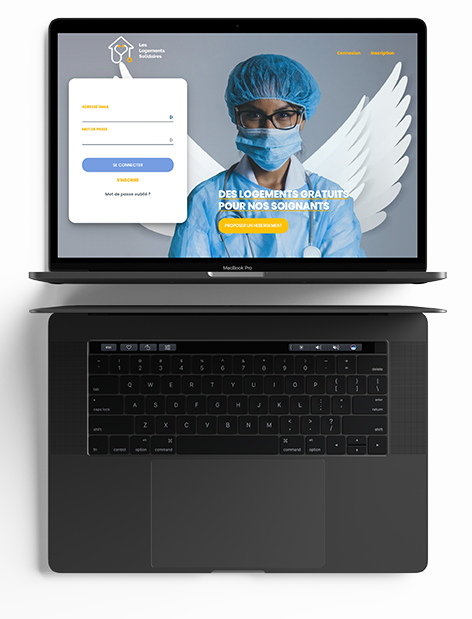 Les
Logements
Solidaires
Connexion
Inscription
ADRESSE EMAIL
MOT DE PASSE
SE CONNECTER
S'INSCRIRE
Mot de passe oublié ?
DES LOGEMENTS GRATUITS
POUR NOS SOIGNANTS
PROPOSER UN HEBERGEMENT
MacBook Pro
esc
1 2 3 4 5 6 7 8 9 0
delete
tab Q W E R T Y U I O P
caps lock A S D F G H J K L
enter
return
shift Z X C V B N M shift
fn control option command command option